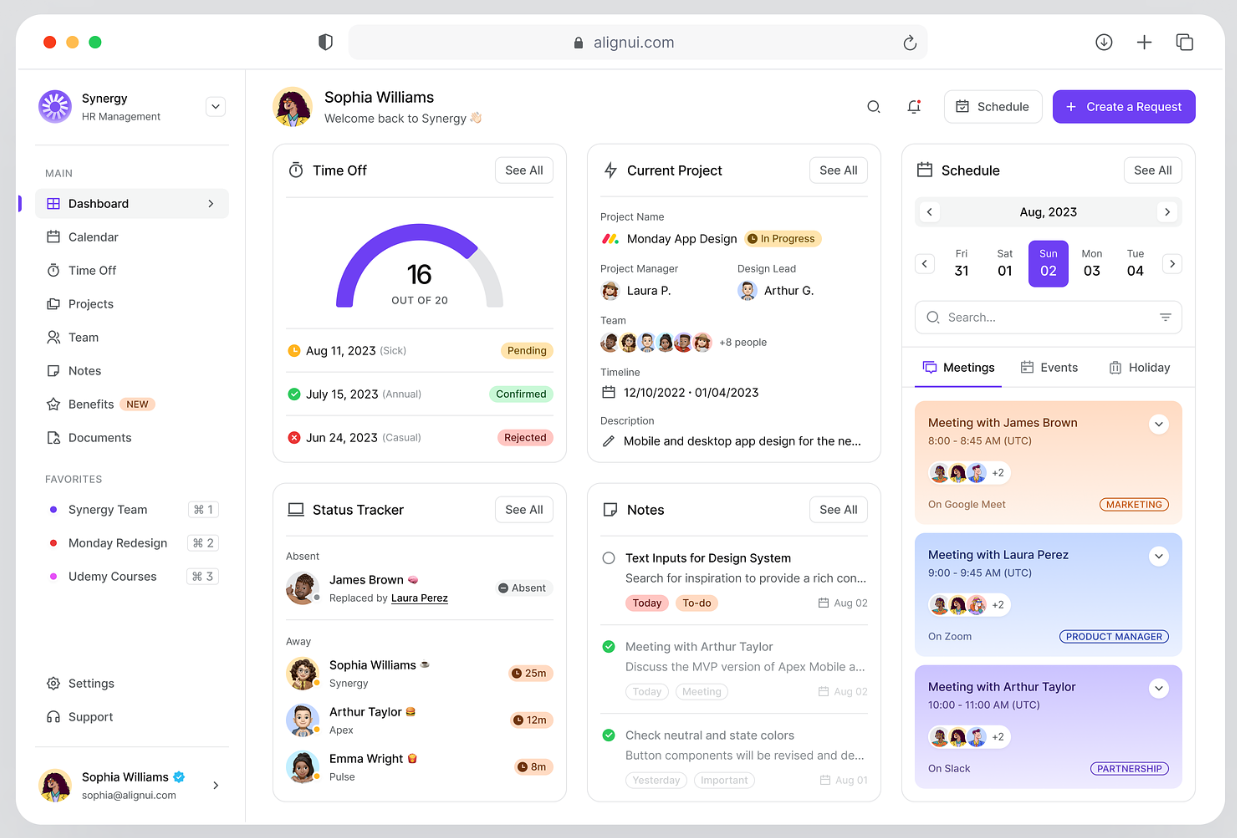 alignui.com
Synergy
HR Management
MAIN
Dashboard
Calendar
Time Off
Projects
Team
Notes
Benefits NEW
Documents
FAVORITES
Synergy Team ⌘ 1
Monday Redesign ⌘ 2
Udemy Courses ⌘ 3
Settings
Support
Sophia Williams
sophia@alignui.com
Sophia Williams
Welcome back to Synergy 👋🏻
Schedule
+ Create a Request
Time Off
See All
16
OUT OF 20
Aug 11, 2023 (Sick) Pending
July 15, 2023 (Annual) Confirmed
Jun 24, 2023 (Casual) Rejected
Current Project
See All
Project Name
Monday App Design In Progress
Project Manager Design Lead
Laura P. Arthur G.
Team
+8 people
Timeline
12/10/2022 • 01/04/2023
Description
Mobile and desktop app design for the ne...
Status Tracker
See All
Absent
James Brown 🧠
Replaced by Laura Perez
Absent
Away
Sophia Williams ☕
Synergy
25m
Arthur Taylor 🍔
Apex
12m
Emma Wright 🍟
Pulse
8m
Notes
See All
Text Inputs for Design System
Search for inspiration to provide a rich con...
Today To-do Aug 02
Meeting with Arthur Taylor
Discuss the MVP version of Apex Mobile a...
Today Meeting Aug 02
Check neutral and state colors
Button components will be revised and de...
Yesterday Important Aug 01
Schedule
See All
Aug, 2023
Fri Sat Sun Mon Tue
31 01 02 03 04
Search...
Meetings Events Holiday
Meeting with James Brown
8:00 - 8:45 AM (UTC)
+2
On Google Meet MARKETING
Meeting with Laura Perez
9:00 - 9:45 AM (UTC)
+2
On Zoom PRODUCT MANAGER
Meeting with Arthur Taylor
10:00 - 11:00 AM (UTC)
+2
On Slack PARTNERSHIP